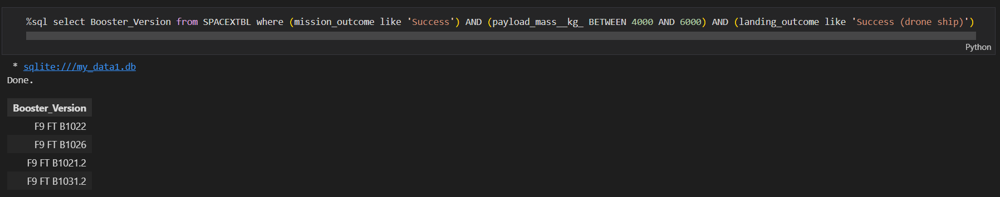 %sql select Booster_Version from SPACEXTBL where (mission_outcome like 'Success') AND (payload_mass__kg_ BETWEEN 4000 AND 6000) AND (landing_outcome like 'Success (drone ship)')
Python
* sqlite:///my_data1.db
Done.
Booster_Version
F9 FT B1022
F9 FT B1026
F9 FT B1021.2
F9 FT B1031.2